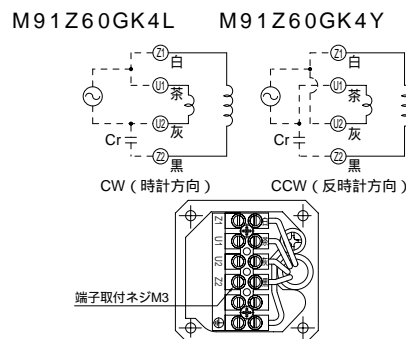 M91Z60GK4L M91Z60GK4Y
Z1 白
U1 茶
U2 灰
Cr
Z2 黒
CW（時計方向）
Z1 白
U1 茶
U2 灰
Cr
Z2 黒
CCW（反時計方向）
Z1
U1
U2
Z2
端子取付ネジM3